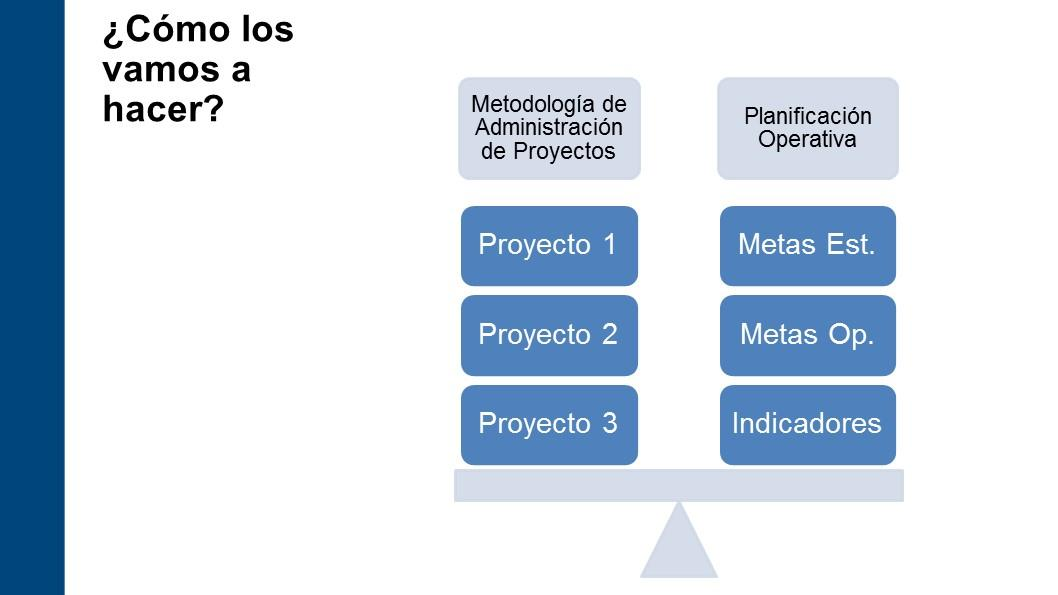 ¿Cómo los
vamos a
hacer?
Metodología de
Administración
de Proyectos
Proyecto 1
Proyecto 2
Proyecto 3
Planificación
Operativa
Metas Est.
Metas Op.
Indicadores